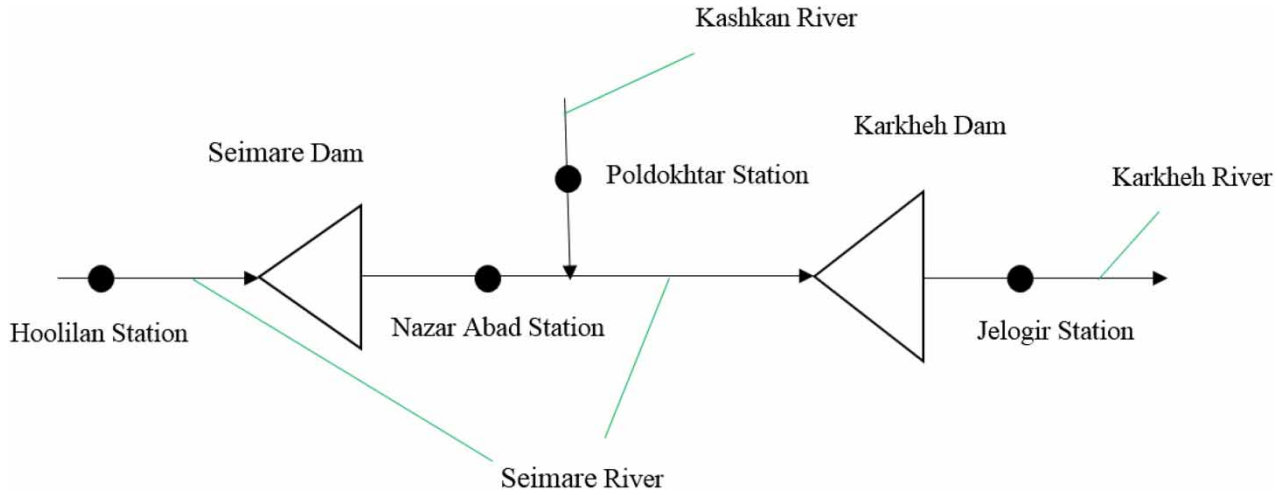 Kashkan River
Karkheh Dam
Seimare Dam
Poldokhtar Station
Karkheh River
Hoolilan Station
Nazar Abad Station
Jelogir Station
Seimare River